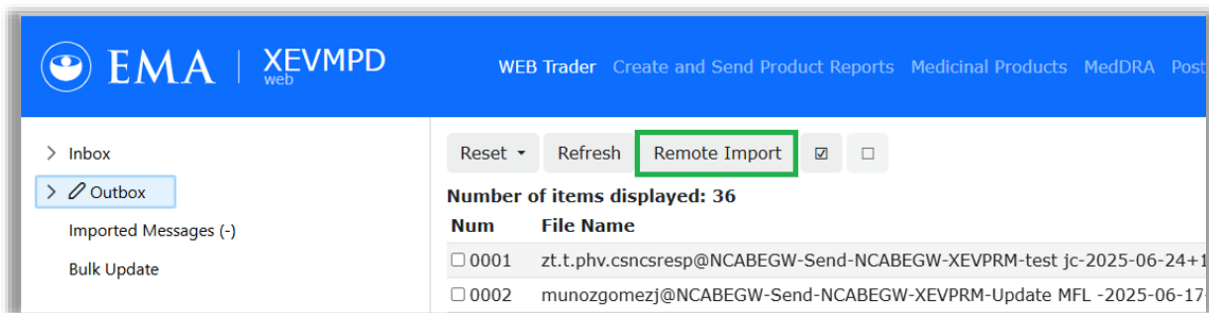 EMA | XEVMPD web
WEB Trader Create and Send Product Reports Medicinal Products MedDRA Post
Inbox
Outbox
Imported Messages (-)
Bulk Update
Reset Refresh Remote Import
Number of items displayed: 36
Num File Name
0001 zt.t.phv.csncsresp@NCABEGW-Send-NCABEGW-XEVPRM-test jc-2025-06-24+1
0002 munozgomezj@NCABEGW-Send-NCABEGW-XEVPRM-Update MFL -2025-06-17-